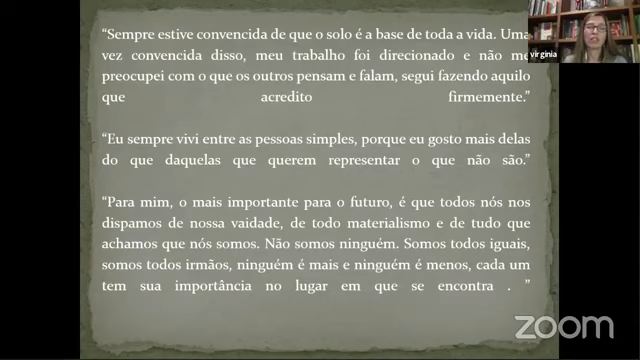 “Sempre estive convencida de que o solo é a base de toda a vida. Uma
vez convencida disso, meu trabalho foi direcionado e não me
preocupei com o que os outros pensam e falam, segui fazendo aquilo
que acredito firmemente.”
“Eu sempre vivi entre as pessoas simples, porque eu gosto mais delas
do que daquelas que querem representar o que não são.”
“Para mim, o mais importante para o futuro, é que todos nós nos
dispamos de nossa vaidade, de todo materialismo e de tudo que
achamos que nós somos. Não somos ninguém. Somos todos iguais,
somos todos irmãos, ninguém é mais e ninguém é menos, cada um
tem sua importância no lugar em que se encontra . ”
virginia
zoom